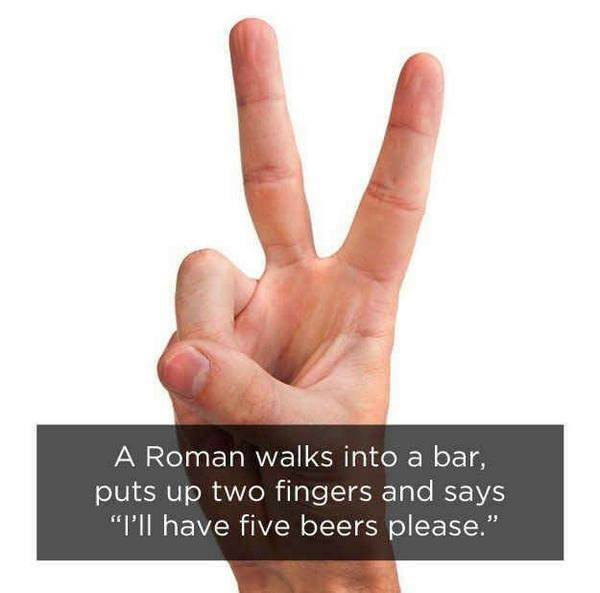 A Roman walks into a bar,
puts up two fingers and says
“I’ll have five beers please.”